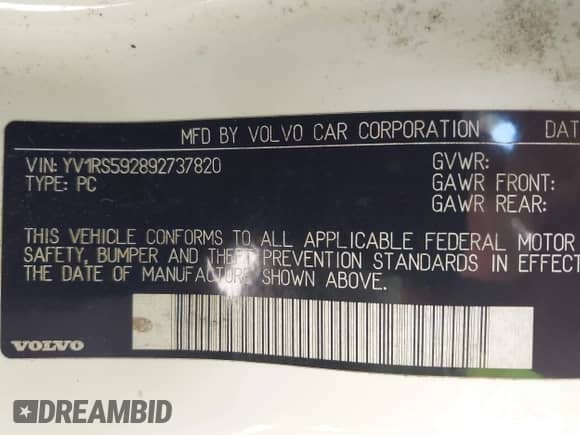 MFD BY VOLVO CAR CORPORATION DAT
VIN: YV1RS592892737820
TYPE: PC
GVWR:
GAWR FRONT:
GAWR REAR:
THIS VEHICLE CONFORMS TO ALL APPLICABLE FEDERAL MOTOR
SAFETY, BUMPER AND THEFT PREVENTION STANDARDS IN EFFECT
THE DATE OF MANUFACTURE SHOWN ABOVE.
VOLVO
DREAMBID